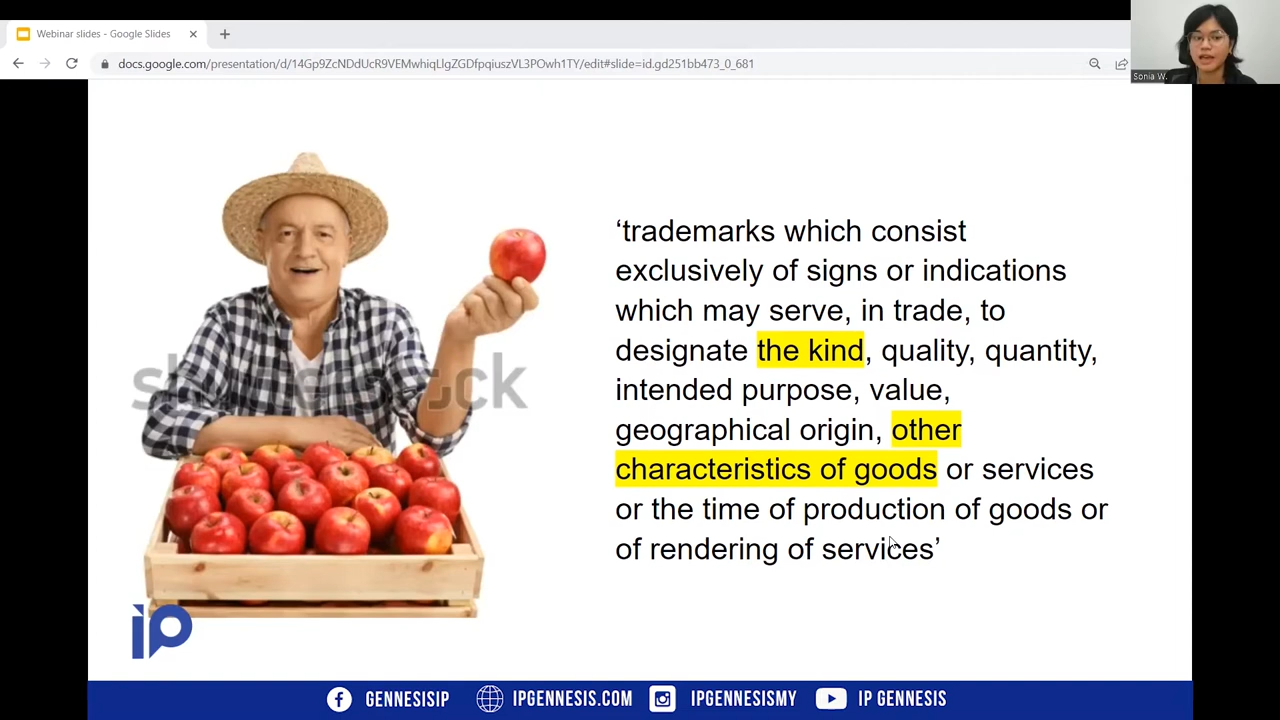 Webinar slides - Google Slides
docs.google.com/presentation/d/14Gp9ZcNDdUcR9VEMwhiqLlgZGDfpqUxcVL3POwh1TY/edit#slide=id.gd251bb473_0_681
Sonia W.
‘trademarks which consist
exclusively of signs or indications
which may serve, in trade, to
designate the kind, quality, quantity,
intended purpose, value,
geographical origin, other
characteristics of goods or services
or the time of production of goods or
of rendering of services’
ip
GENNESISIP
IPGENNESIS.COM
IPGENNESISMY
IP GENNESIS